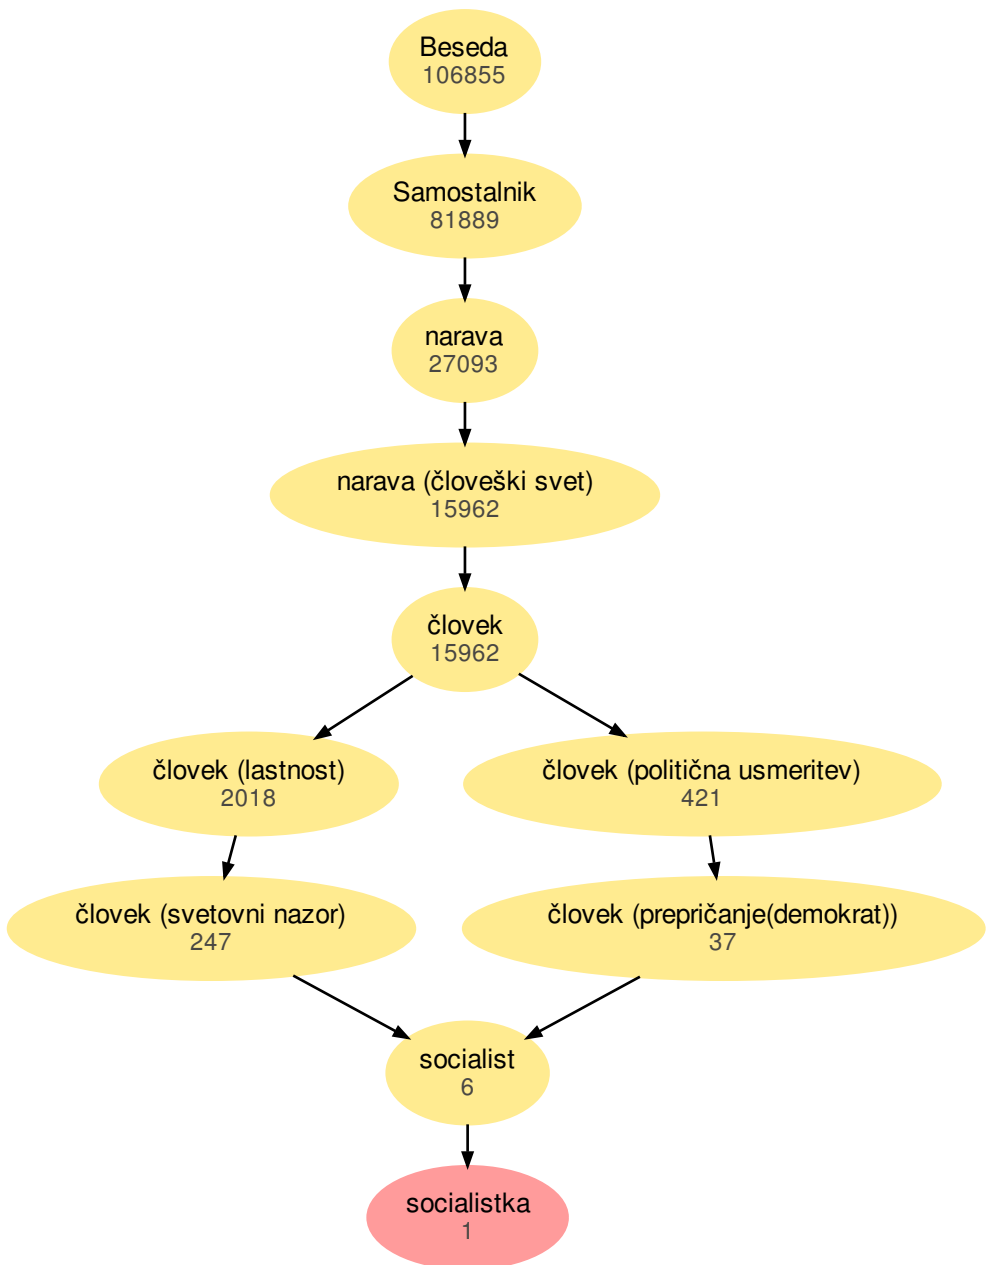 Beseda
106855
Samostalnik
81889
narava
27093
narava (človeški svet)
15962
človek
15962
človek (lastnost)
2018
človek (politična usmeritev)
421
človek (svetovni nazor)
247
človek (prepričanje(demokrat))
37
socialist
6
socialistka
1